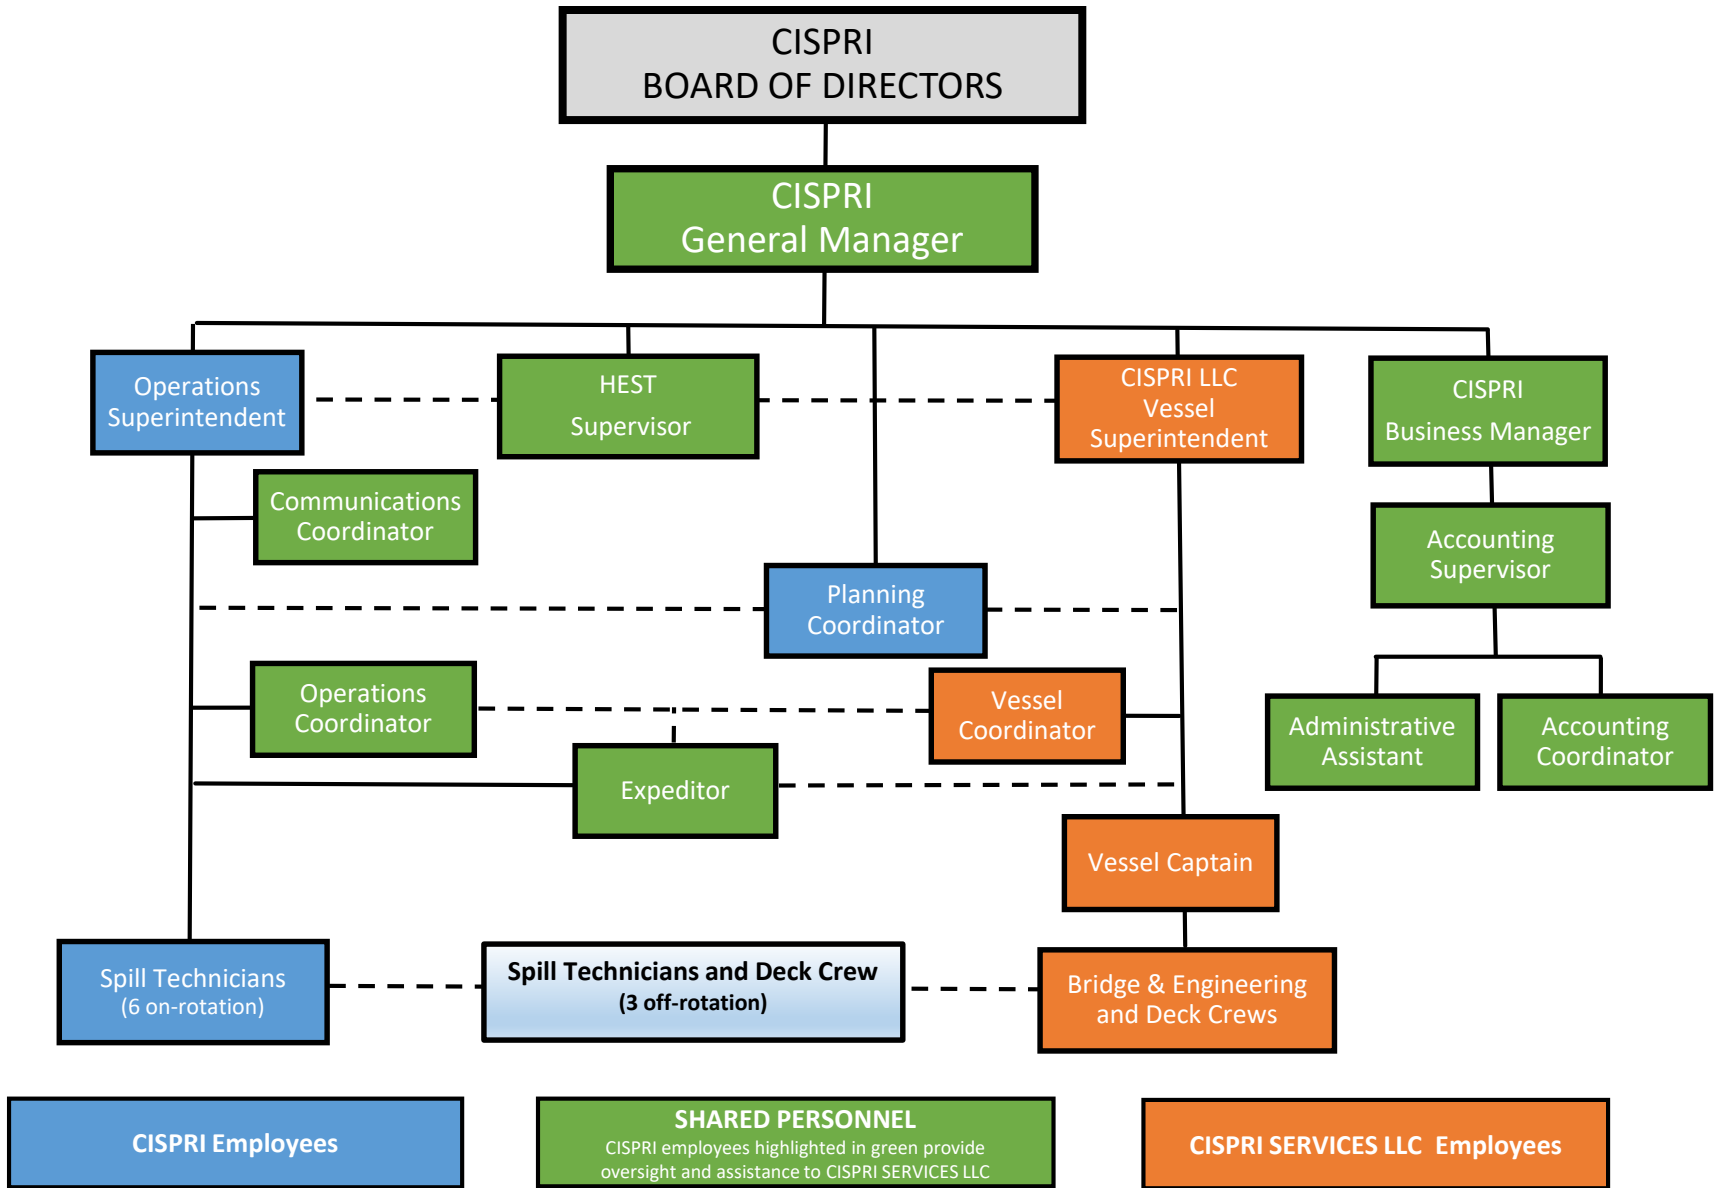 CISPRI
BOARD OF DIRECTORS
CISPRI
General Manager
Operations
Superintendent
HEST
Supervisor
CISPRI LLC
Vessel
Superintendent
CISPRI
Business Manager
Communications
Coordinator
Accounting
Supervisor
Planning
Coordinator
Operations
Coordinator
Vessel
Coordinator
Administrative
Assistant
Accounting
Coordinator
Expeditor
Vessel Captain
Spill Technicians
(6 on-rotation)
Spill Technicians and Deck Crew
(3 off-rotation)
Bridge & Engineering
and Deck Crews
CISPRI Employees
SHARED PERSONNEL
CISPRI employees highlighted in green provide
oversight and assistance to CISPRI SERVICES LLC
CISPRI SERVICES LLC Employees